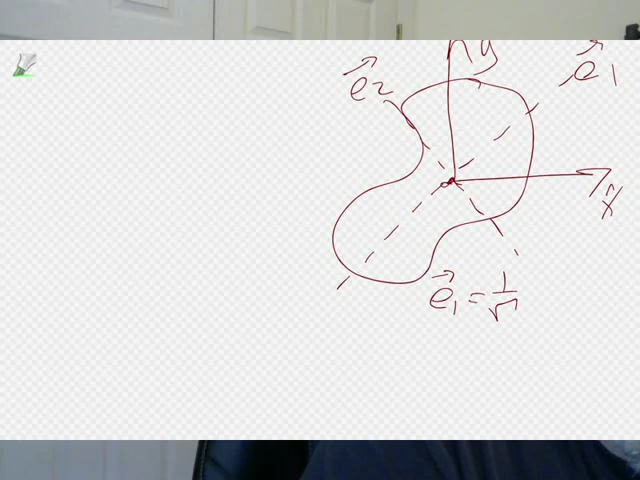 ŷ
e⃗1
e⃗2
x̂
e⃗1 = 1/√